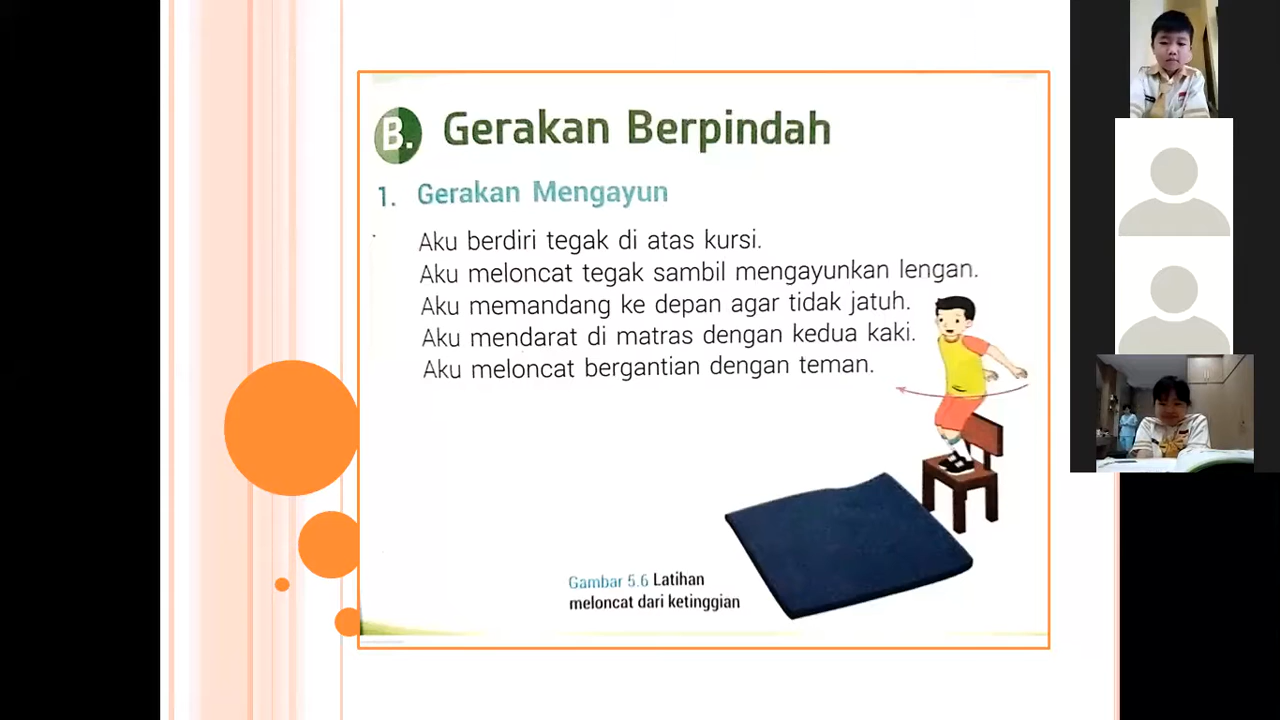 B. Gerakan Berpindah
1. Gerakan Mengayun
Aku berdiri tegak di atas kursi.
Aku meloncat tegak sambil mengayunkan lengan.
Aku memandang ke depan agar tidak jatuh.
Aku mendarat di matras dengan kedua kaki.
Aku meloncat bergantian dengan teman.
Gambar 5.6 Latihan
meloncat dari ketinggian